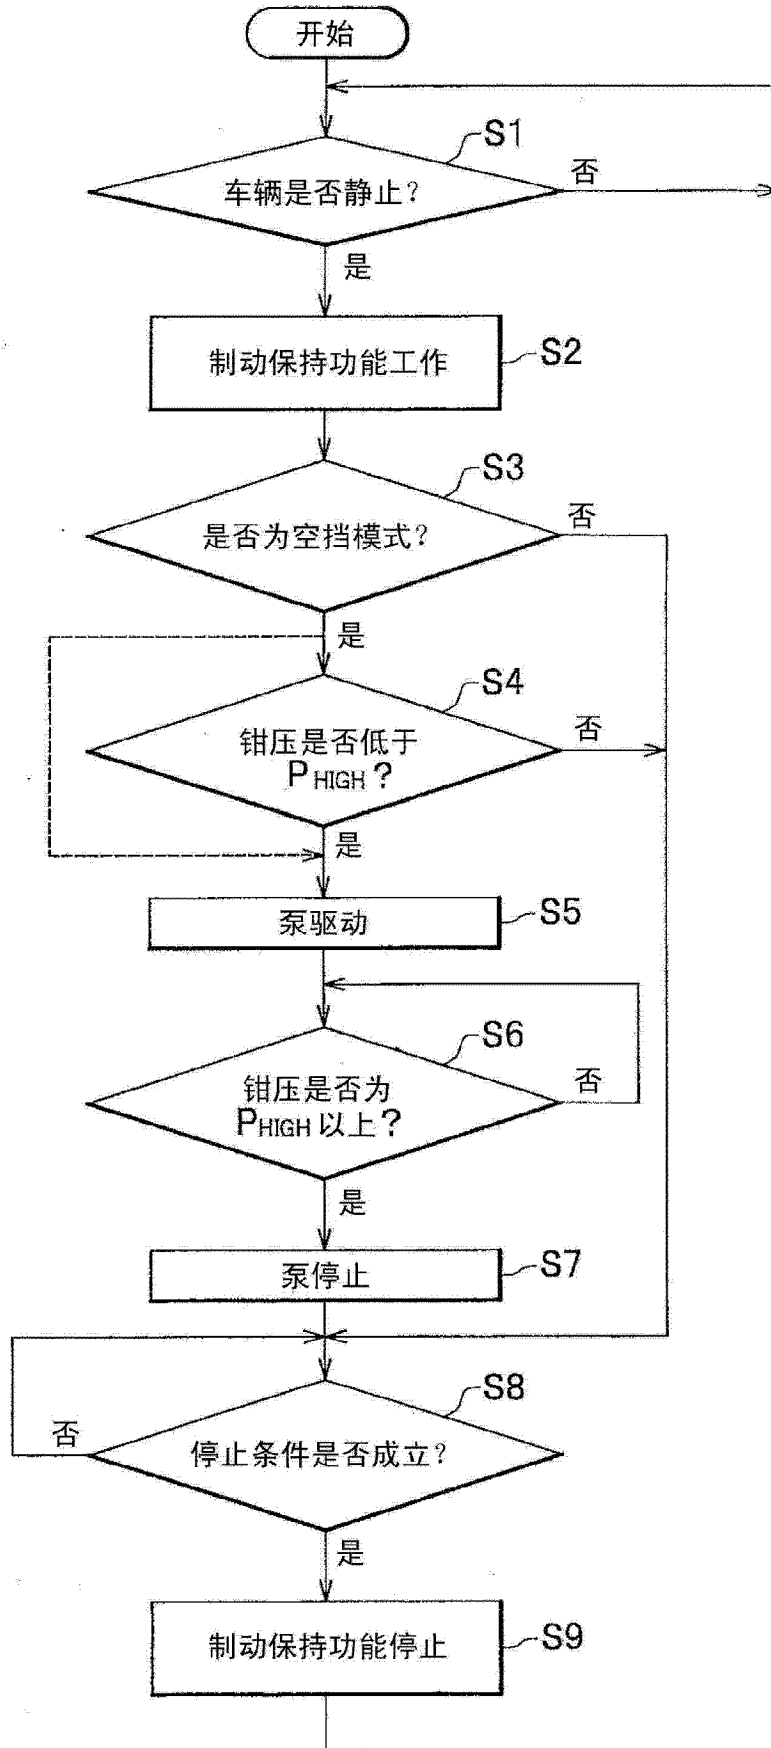 开始
S1
车辆是否静止?
否
是
制动保持功能工作
S2
S3
是否为空挡模式?
否
是
S4
钳压是否低于
PHIGH?
否
是
泵驱动
S5
S6
钳压是否为
PHIGH以上?
否
是
泵停止
S7
S8
停止条件是否成立?
否
是
制动保持功能停止
S9